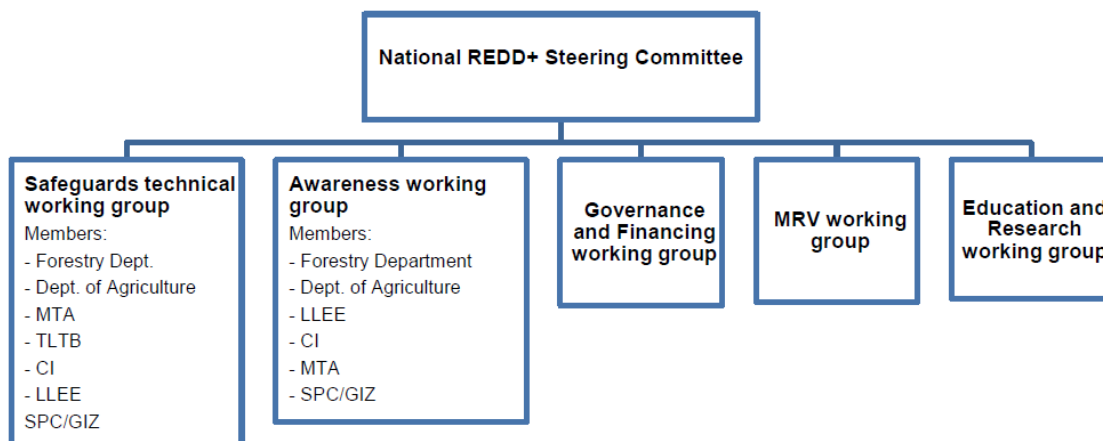 National REDD+ Steering Committee
Safeguards technical
working group
Members:
- Forestry Dept.
- Dept. of Agriculture
- MTA
- TLTB
- CI
- LLEE
SPC/GIZ
Awareness working
group
Members:
- Forestry Department
- Dept. of Agriculture
- LLEE
- CI
- MTA
- SPC/GIZ
Governance
and Financing
working group
MRV working
group
Education and
Research
working group